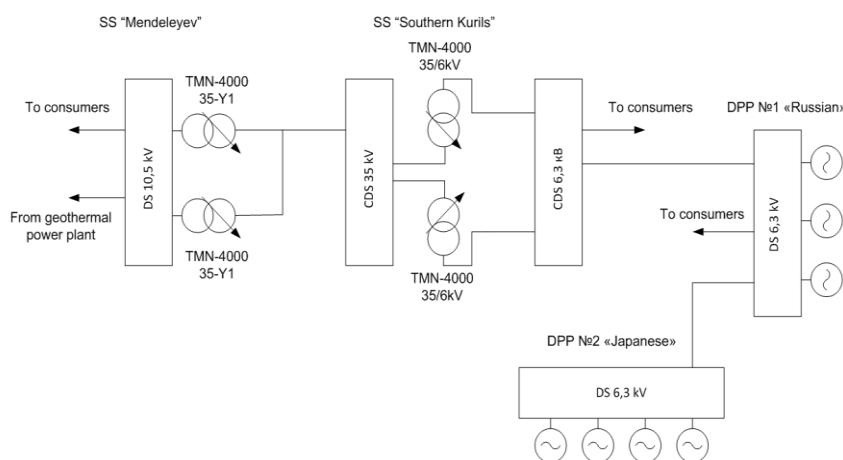 SS “Mendeleyev”
SS “Southern Kurils”
TMN-4000
35-Y1
TMN-4000
35/6kV
To consumers
DS 10,5 kV
From geothermal
power plant
TMN-4000
35-Y1
CDS 35 kV
TMN-4000
35/6kV
CDS 6,3 кВ
To consumers
DPP №1 «Russian»
To consumers
DS 6,3 kV
DPP №2 «Japanese»
DS 6,3 kV